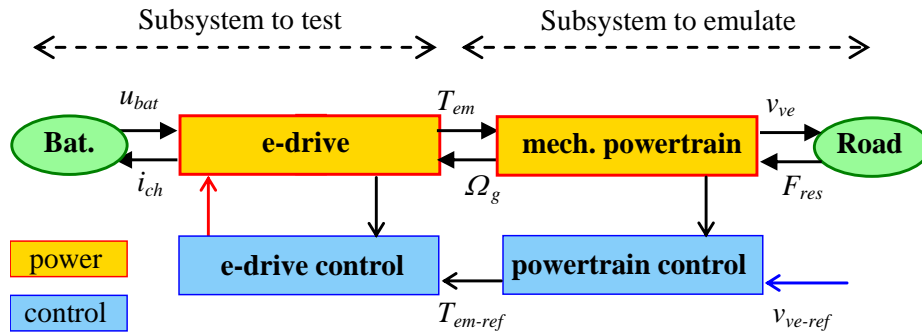 Subsystem to test
Subsystem to emulate
u_bat
T_em
v_ve
Bat.
e-drive
mech. powertrain
Road
i_ch
Ω_g
F_res
power
e-drive control
powertrain control
control
T_em-ref
v_ve-ref